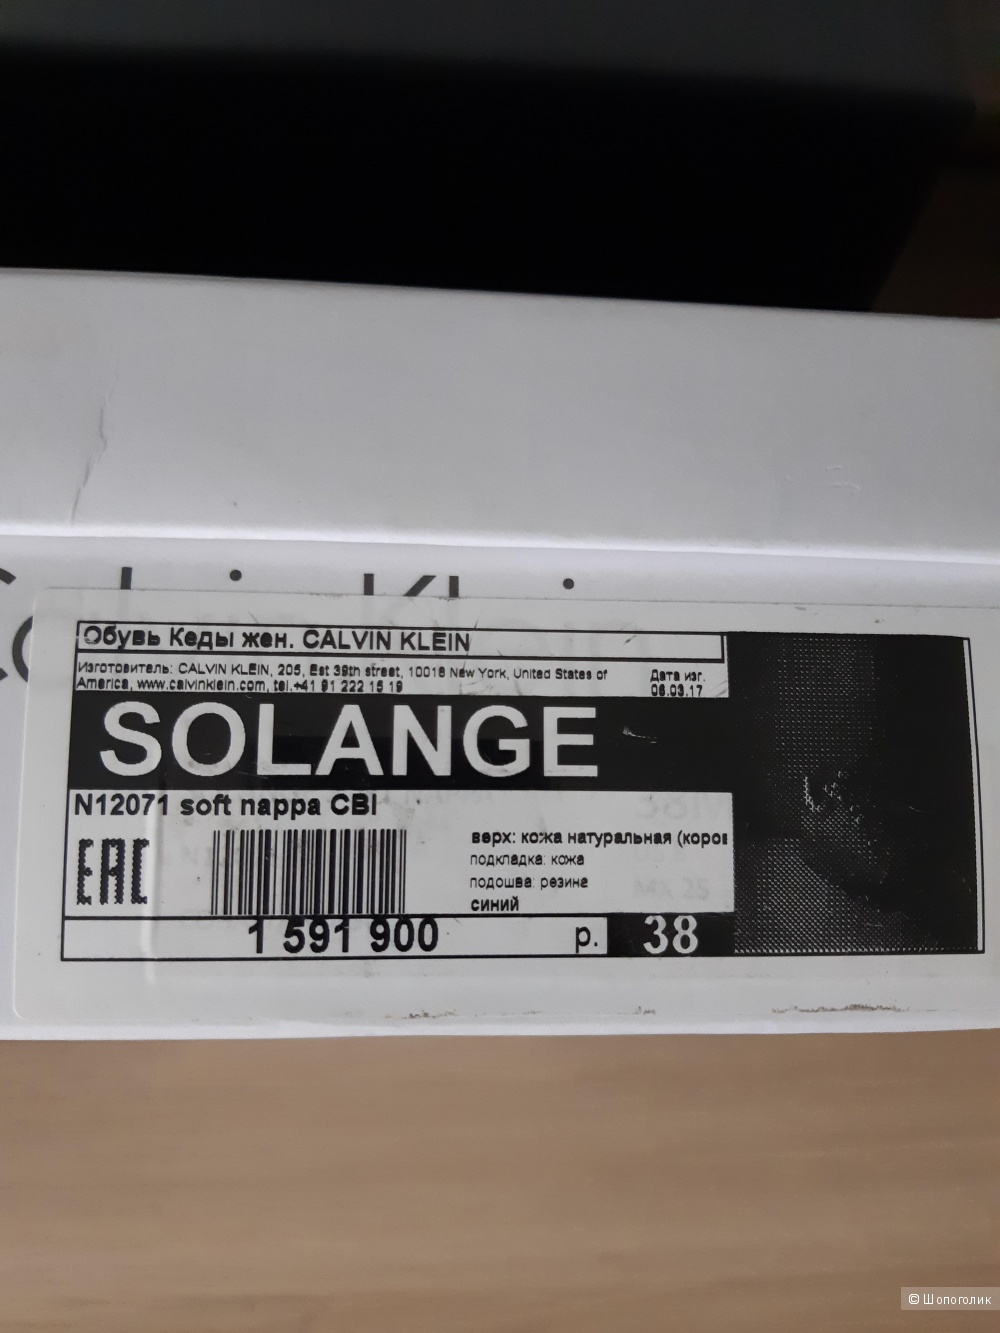 Calvin Klein
Обувь Кеды жен. CALVIN KLEIN
Изготовитель: CALVIN KLEIN, 205, Est 39th street, 10018 New York, United States of
America, www.calvinklein.com, tel.+41 91 222 15 19
Дата изг.
06.03.17
SOLANGE
N12071 soft nappa CBI
EAC
верх: кожа натуральная (коров
подкладка: кожа
подошва: резина
синий
1 591 900
р. 38
© Шопоголик